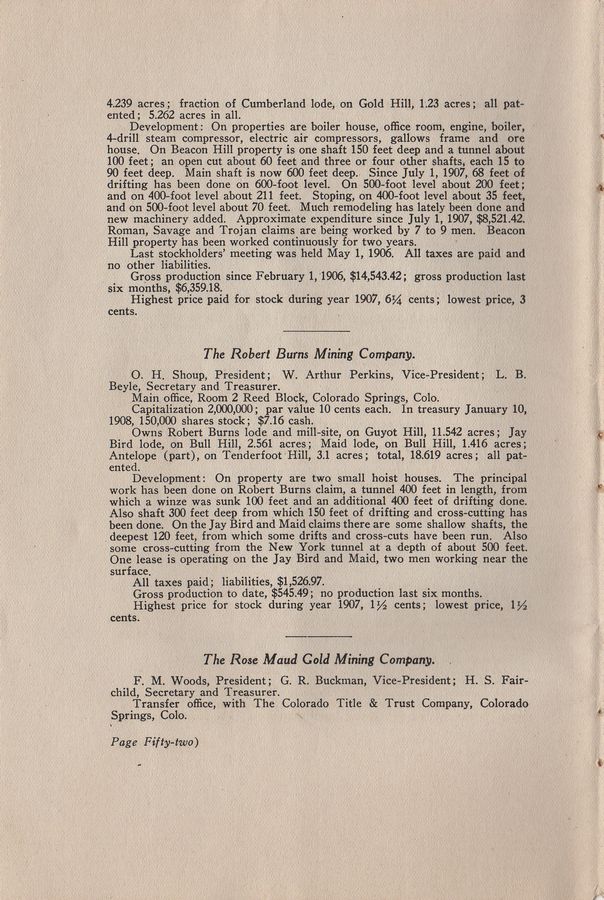 4.239 acres; fraction of Cumberland lode, on Gold Hill, 1.23 acres; all pat-
ented; 5.262 acres in all.
Development: On properties are boiler house, office room, engine, boiler,
4-drill steam compressor, electric air compressors, gallows frame and ore
house. On Beacon Hill property is one shaft 150 feet deep and a tunnel about
100 feet; an open cut about 60 feet and three or four other shafts, each 15 to
90 feet deep. Main shaft is now 600 feet deep. Since July 1, 1907, 68 feet of
drifting has been done on 600-foot level. On 500-foot level about 200 feet;
and on 400-foot level about 211 feet. Stoping, on 400-foot level about 35 feet,
and on 500-foot level about 70 feet. Much remodeling has lately been done and
new machinery added. Approximate expenditure since July 1, 1907, $8,521.42.
Roman, Savage and Trojan claims are being worked by 7 to 9 men. Beacon
Hill property has been worked continuously for two years.
Last stockholders' meeting was held May 1, 1906. All taxes are paid and
no other liabilities.
Gross production since February 1, 1906, $14,543.42; gross production last
six months, $6,359.18.
Highest price paid for stock during year 1907, 6¼ cents; lowest price, 3
cents.
The Robert Burns Mining Company.
O. H. Shoup, President; W. Arthur Perkins, Vice-President; L. B.
Beyle, Secretary and Treasurer.
Main office, Room 2 Reed Block, Colorado Springs, Colo.
Capitalization 2,000,000; par value 10 cents each. In treasury January 10,
1908, 150,000 shares stock; $7.16 cash.
Owns Robert Burns lode and mill-site, on Guyot Hill, 11.542 acres; Jay
Bird lode, on Bull Hill, 2.561 acres; Maid lode, on Bull Hill, 1.416 acres;
Antelope (part), on Tenderfoot Hill, 3.1 acres; total, 18.619 acres; all pat-
ented.
Development: On property are two small hoist houses. The principal
work has been done on Robert Burns claim, a tunnel 400 feet in length, from
which a winze was sunk 100 feet and an additional 400 feet of drifting done.
Also shaft 300 feet deep from which 150 feet of drifting and cross-cutting has
been done. On the Jay Bird and Maid claims there are some shallow shafts, the
deepest 120 feet, from which some drifts and cross-cuts have been run. Also
some cross-cutting from the New York tunnel at a depth of about 500 feet.
One lease is operating on the Jay Bird and Maid, two men working near the
surface.
All taxes paid; liabilities, $1,526.97.
Gross production to date, $545.49; no production last six months.
Highest price for stock during year 1907, 1½ cents; lowest price, 1½
cents.
The Rose Maud Gold Mining Company.
F. M. Woods, President; G. R. Buckman, Vice-President; H. S. Fair-
child, Secretary and Treasurer.
Transfer office, with The Colorado Title & Trust Company, Colorado
Springs, Colo.
Page Fifty-two)